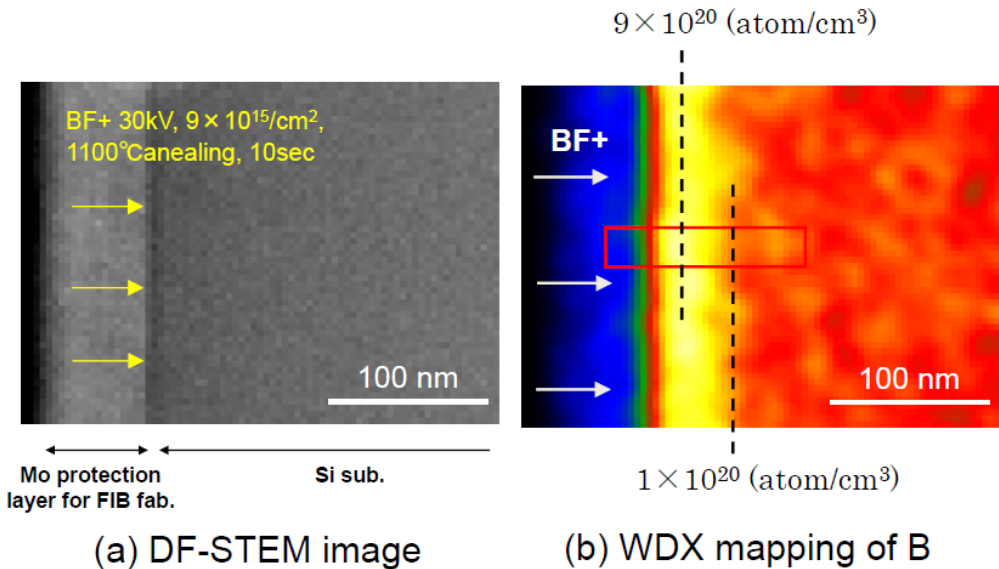 9×10²⁰ (atom/cm³)
BF+ 30kV, 9×10¹⁵/cm²,
1100°Canealing, 10sec
BF+
100 nm
100 nm
Mo protection
layer for FIB fab.
Si sub.
1×10²⁰ (atom/cm³)
(a) DF-STEM image
(b) WDX mapping of B